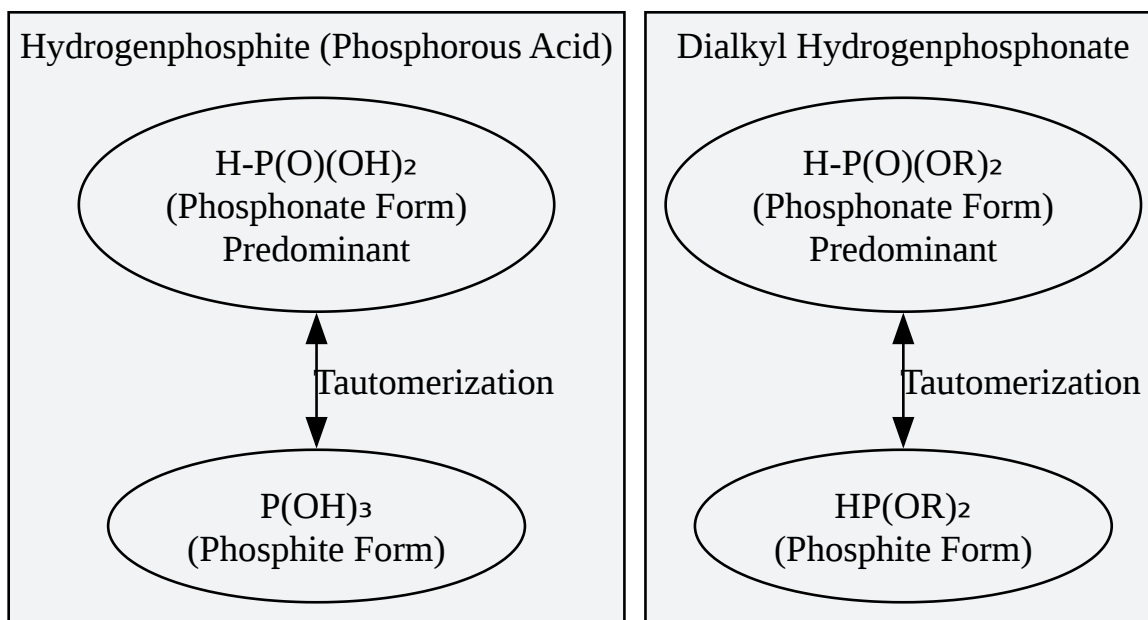 Hydrogenphosphite (Phosphorous Acid)
H-P(O)(OH)₂
(Phosphonate Form)
Predominant
Tautomerization
P(OH)₃
(Phosphite Form)
Dialkyl Hydrogenphosphonate
H-P(O)(OR)₂
(Phosphonate Form)
Predominant
Tautomerization
HP(OR)₂
(Phosphite Form)